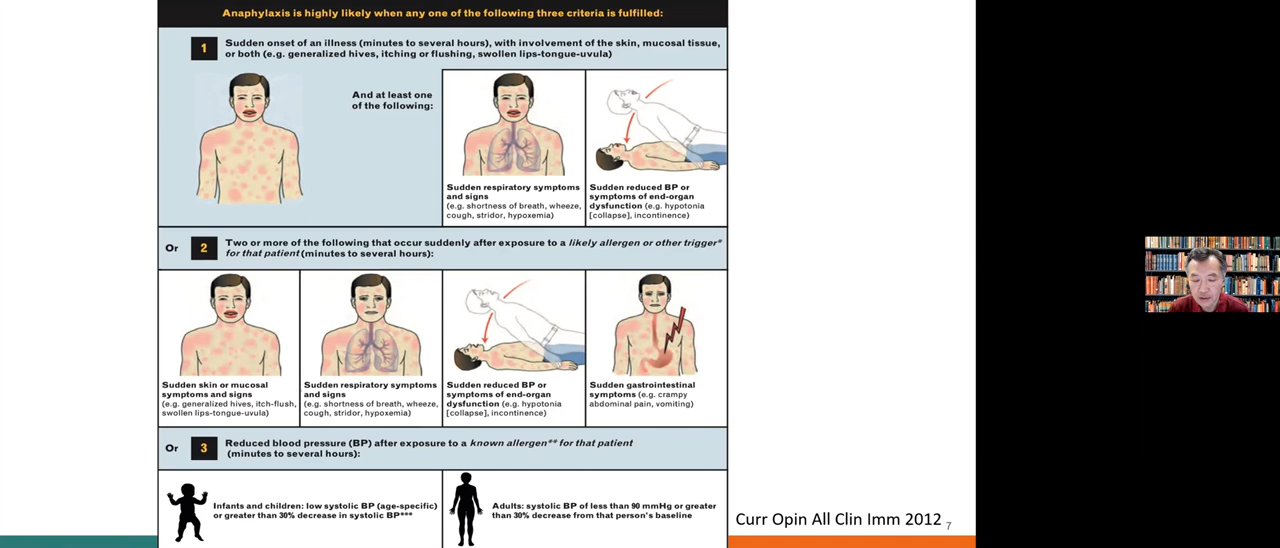 Anaphylaxis is highly likely when any one of the following three criteria is fulfilled:
1
Sudden onset of an illness (minutes to several hours), with involvement of the skin, mucosal tissue,
or both (e.g. generalized hives, itching or flushing, swollen lips-tongue-uvula)
And at least one
of the following:
Sudden respiratory symptoms
and signs
(e.g. shortness of breath, wheeze,
cough, stridor, hypoxemia)
Sudden reduced BP or
symptoms of end-organ
dysfunction (e.g. hypotonia
[collapse], incontinence)
Or 2
Two or more of the following that occur suddenly after exposure to a likely allergen or other trigger*
for that patient (minutes to several hours):
Sudden skin or mucosal
symptoms and signs
(e.g. generalized hives, itch-flush,
swollen lips-tongue-uvula)
Sudden respiratory symptoms
and signs
(e.g. shortness of breath, wheeze,
cough, stridor, hypoxemia)
Sudden reduced BP or
symptoms of end-organ
dysfunction (e.g. hypotonia
[collapse], incontinence)
Sudden gastrointestinal
symptoms (e.g. crampy
abdominal pain, vomiting)
Or 3
Reduced blood pressure (BP) after exposure to a known allergen** for that patient
(minutes to several hours):
Infants and children: low systolic BP (age-specific)
or greater than 30% decrease in systolic BP***
Adults: systolic BP of less than 90 mmHg or greater
than 30% decrease from that person's baseline
Curr Opin All Clin Imm 2012
7